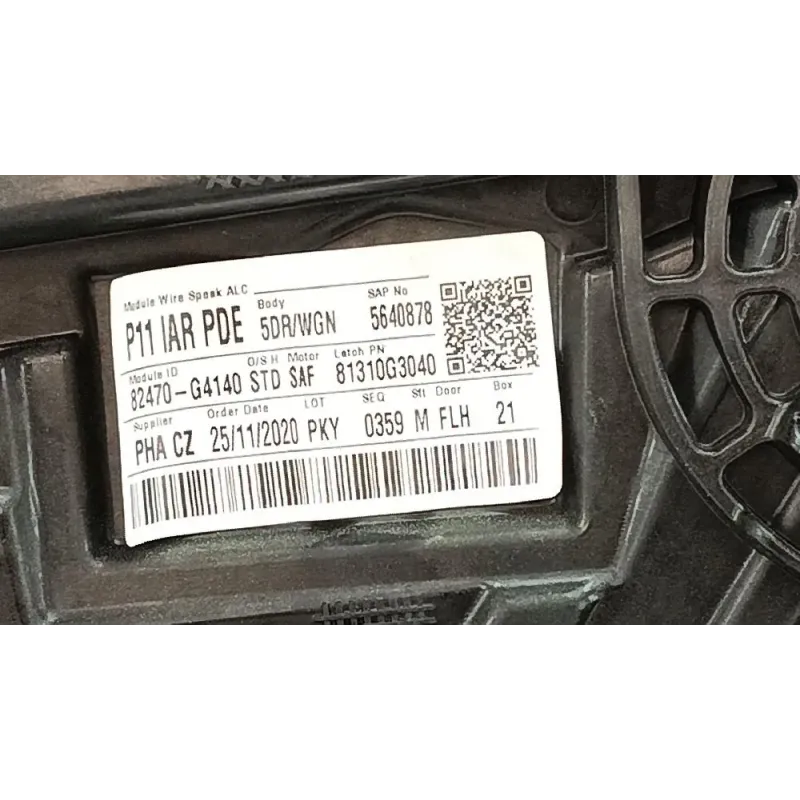 Module Wire Speak ALC Body SAP No
P11 IAR PDE 5DR/WGN 5640878
Module ID O/S H Motor Latch PN
82470-G4140 STD SAF 81310G3040
Supplier Order Date LOT SEQ Stl Door Box
PHA CZ 25/11/2020 PKY 0359 M FLH 21